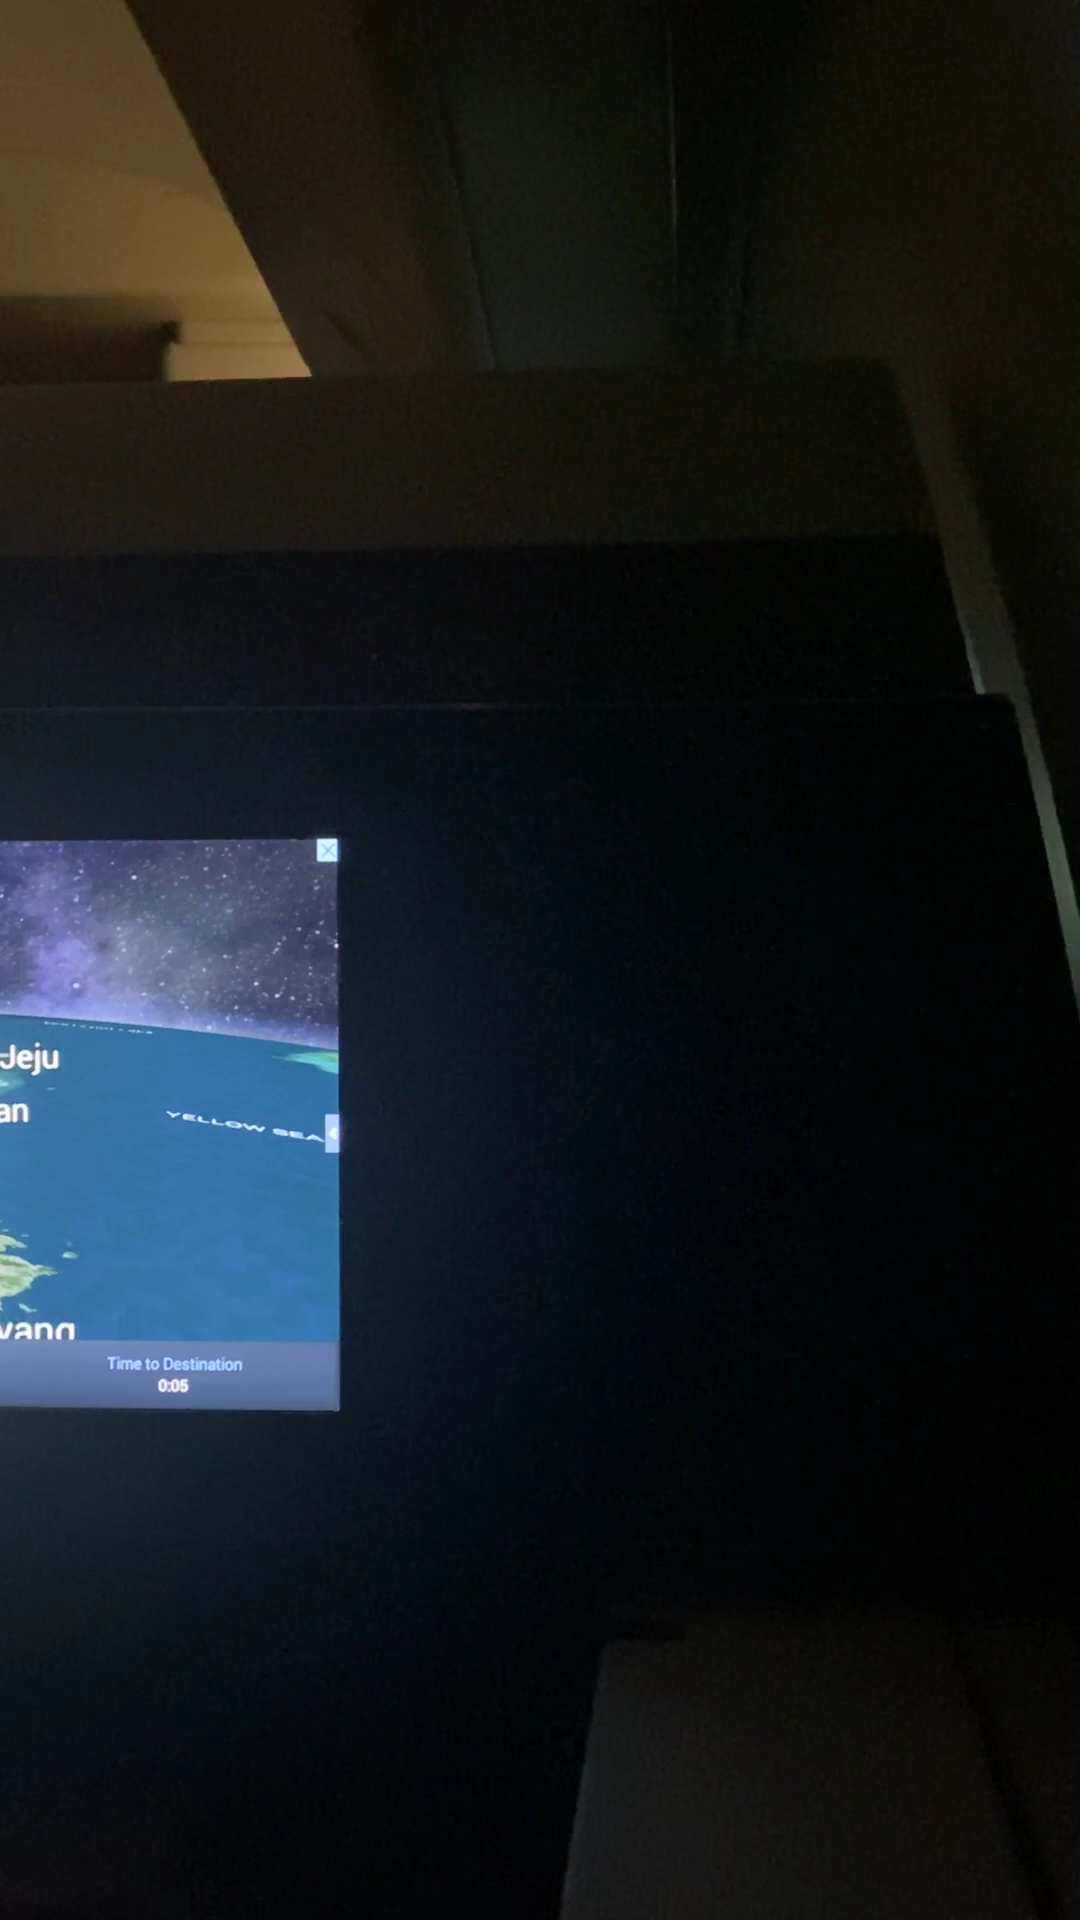 Jeju
an
YELLOW SEA
yang
Time to Destination
0:05